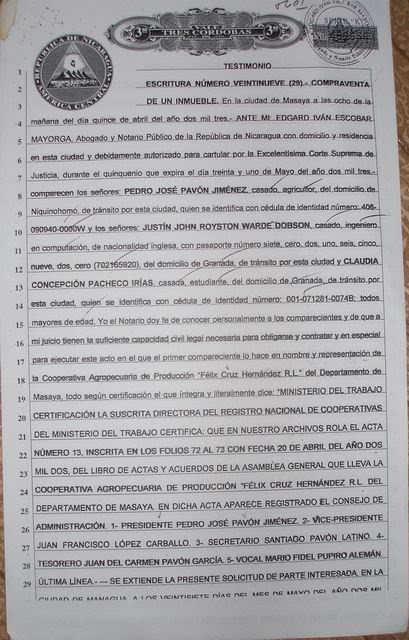 REPUBLICA DE NICARAGUA
AMERICA CENTRAL
VALE
3⁰⁰ TRES CORDOBAS 3⁰⁰
TESTIMONIO
1
2 ESCRITURA NÚMERO VEINTINUEVE (29).- COMPRAVENTA
3 DE UN INMUEBLE. En la ciudad de Masaya a las ocho de la
4 mañana del día quince de abril del año dos mil tres.- ANTE MI: EDGARD IVÁN ESCOBAR
5 MAYORGA, Abogado y Notario Público de la República de Nicaragua con domicilio y residencia
6 en esta ciudad y debidamente autorizado para cartular por la Excelentísima Corte Suprema de
7 Justicia, durante el quinquenio que expira el día treinta y uno de Mayo del año dos mil tres.-
8 comparecen los señores: PEDRO JOSÉ PAVÓN JIMÉNEZ, casado, agricultor, del domicilio de
9 Niquinohomó, de tránsito por esta ciudad, quien se identifica con cédula de identidad número: 406-
10 090940-0000W y los señores: JUSTÍN JOHN ROYSTON WARDE DOBSON, casado, ingeniero
11 en computación, de nacionalidad inglesa, con pasaporte número siete, cero, dos, uno, seis, cinco,
12 nueve, dos, cero (702165920), del domicilio de Granada, de tránsito por esta ciudad y CLAUDIA
13 CONCEPCIÓN PACHECO IRÍAS, casada, estudiante, del domicilio de Granada, de tránsito por
14 esta ciudad, quien se identifica con cédula de identidad número: 001-071281-0074B; todos
15 mayores de edad. Yo el Notario doy fe de conocer personalmente a los comparecientes y de que a
16 mi juicio tienen la suficiente capacidad civil legal necesaria para obligarse y contratar y en especial
17 para ejecutar este acto en el que el primer compareciente lo hace en nombre y representación de
18 la Cooperativa Agropecuaria de Producción "Félix Cruz Hernández R.L." del Departamento de
19 Masaya, todo según certificación el que íntegra y literalmente dice: "MINISTERIO DEL TRABAJO
20 CERTIFICACIÓN LA SUSCRITA DIRECTORA DEL REGISTRO NACIONAL DE COOPERATIVAS
21 DEL MINISTERIO DEL TRABAJO CERTIFICA: QUE EN NUESTRO ARCHIVOS ROLA EL ACTA
22 NÚMERO 13, INSCRITA EN LOS FOLIOS 72 AL 73 CON FECHA 20 DE ABRIL DEL AÑO DOS
23 MIL DOS, DEL LIBRO DE ACTAS Y ACUERDOS DE LA ASAMBLEA GENERAL QUE LLEVA LA
24 COOPERATIVA AGROPECUARIA DE PRODUCCIÓN "FÉLIX CRUZ HERNÁNDEZ R.L. DEL
25 DEPARTAMENTO DE MASAYA. EN DICHA ACTA APARECE REGISTRADO EL CONSEJO DE
26 ADMINISTRACIÓN. 1- PRESIDENTE PEDRO JOSÉ PAVÓN JIMÉNEZ. 2- VICE-PRESIDENTE
27 JUAN FRANCISCO LÓPEZ CARBALLO. 3- SECRETARIO SANTIAGO PAVÓN LATINO. 4-
28 TESORERO JUAN DEL CARMEN PAVÓN GARCÍA. 5- VOCAL MARIO FIDEL PUPIRO ALEMÁN.
29 ÚLTIMA LÍNEA.---- SE EXTIENDE LA PRESENTE SOLICITUD DE PARTE INTERESADA, EN LA
CIUDAD DE MANAGUA, A LOS VEINTISIETE DÍAS DEL MES DE MAYO DEL AÑO DOS MIL